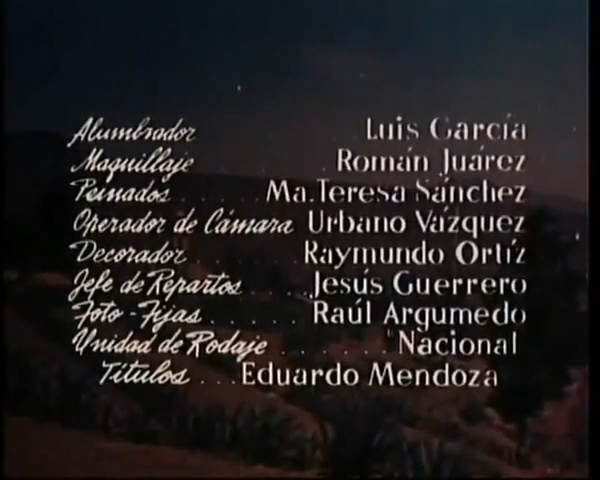 Alumbrador Luis García
Maquillaje . . Román Juárez
Peinados . . . . . Ma. Teresa Sánchez
Operador de Cámara Urbano Vázquez
Decorador . . . . . Raymundo Ortíz
Jefe de Repartos . . . . Jesús Guerrero
Foto-Fijas . . . . . . Raúl Argumedo
Unidad de Rodaje . . . . "Nacional
Títulos . . . Eduardo Mendoza